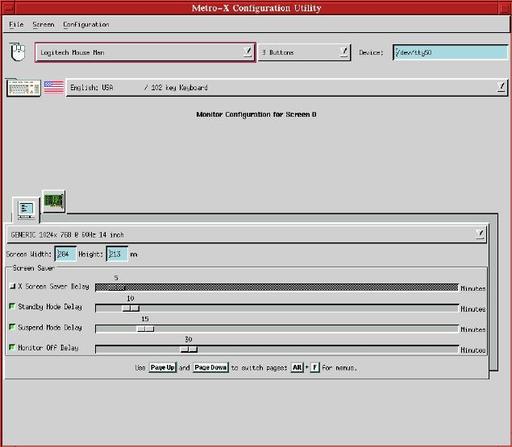 Metro-X Configuration Utility
File Screen Configuration
Logitech Mouse Man 3 Buttons Device: /dev/ttyS0
English: USA / 102 key Keyboard
Monitor Configuration for Screen 0
GENERIC 1024x 768 @ 60Hz 14 inch
Screen Width: 284 Height: 213 mm
Screen Saver
5
X Screen Saver Delay Minutes
10
Standby Mode Delay Minutes
15
Suspend Mode Delay Minutes
30
Monitor Off Delay Minutes
Use Page Up and Page Down to switch pages: Alt + F for menus.